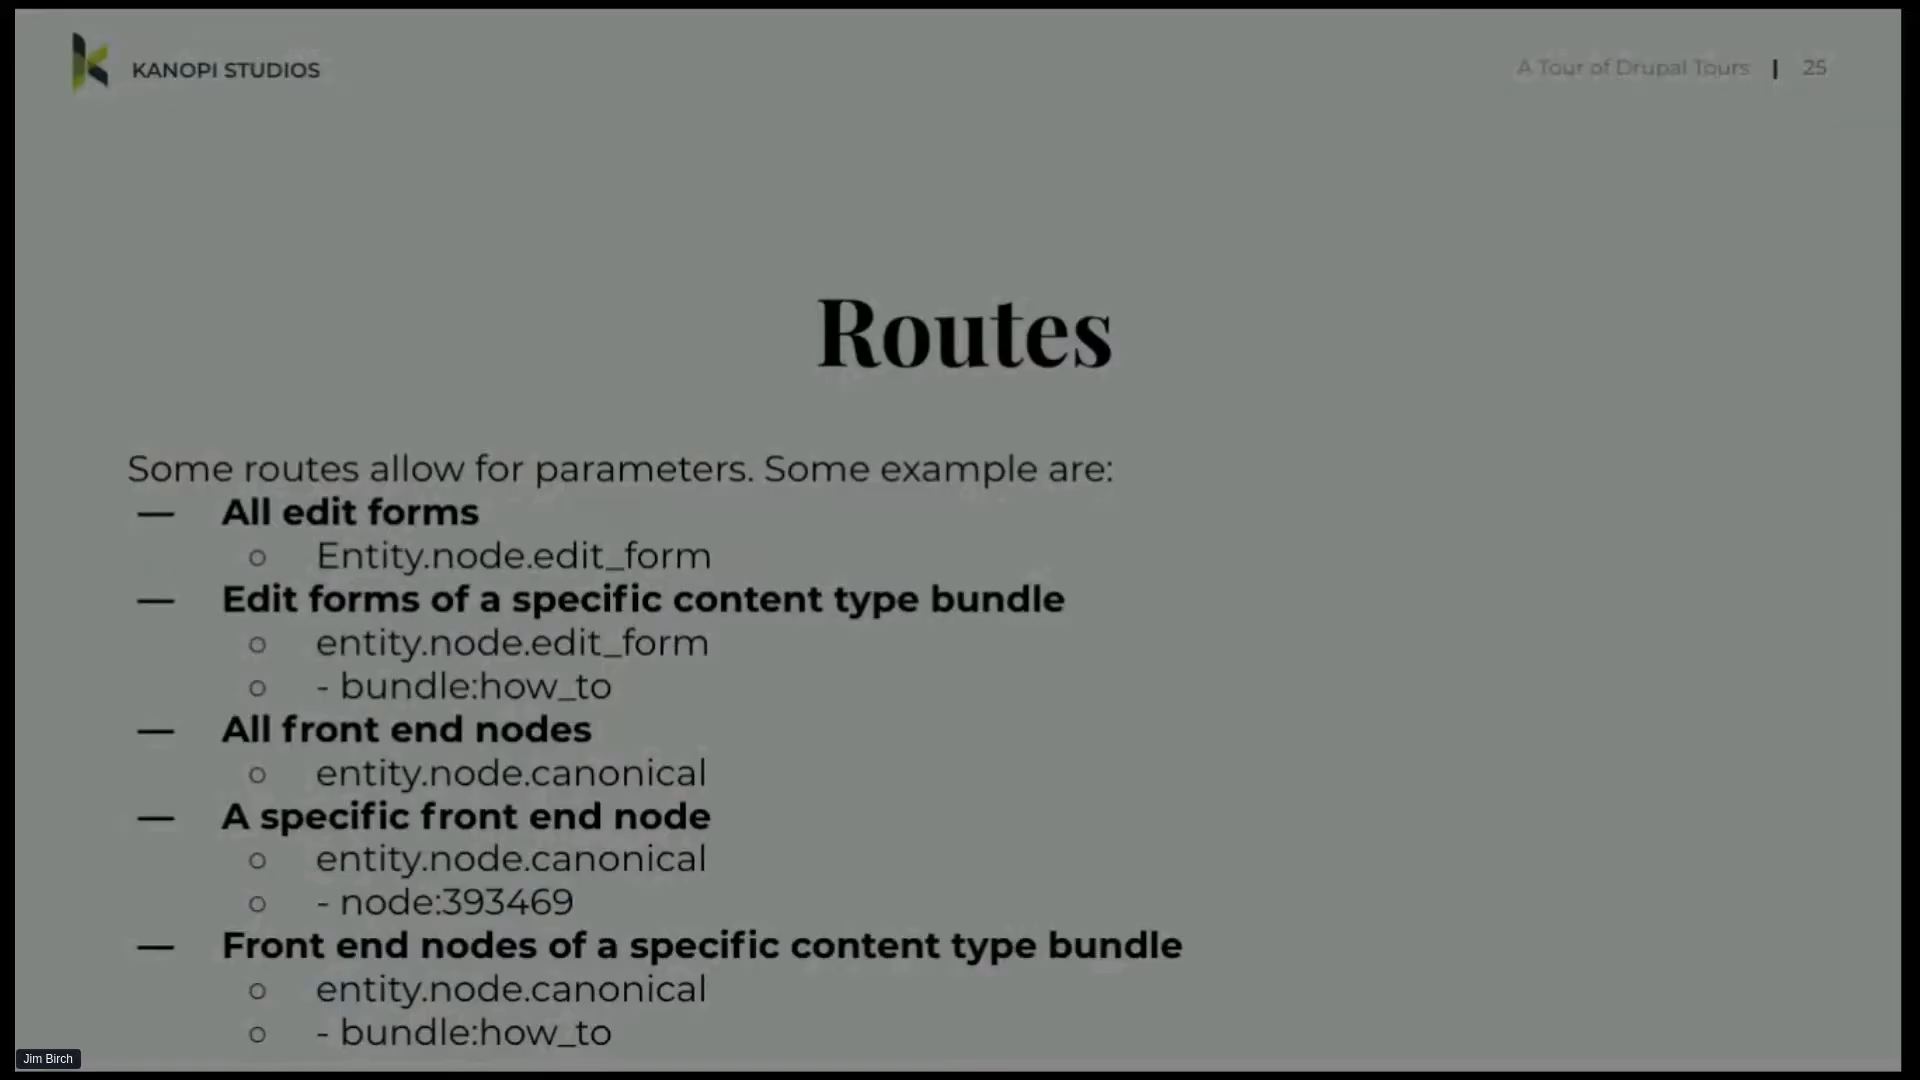 KANOPI STUDIOS
A Tour of Drupal Tours | 25
Routes
Some routes allow for parameters. Some example are:
— All edit forms
○ Entity.node.edit_form
— Edit forms of a specific content type bundle
○ entity.node.edit_form
○ - bundle:how_to
— All front end nodes
○ entity.node.canonical
— A specific front end node
○ entity.node.canonical
○ - node:393469
— Front end nodes of a specific content type bundle
○ entity.node.canonical
○ - bundle:how_to
Jim Birch